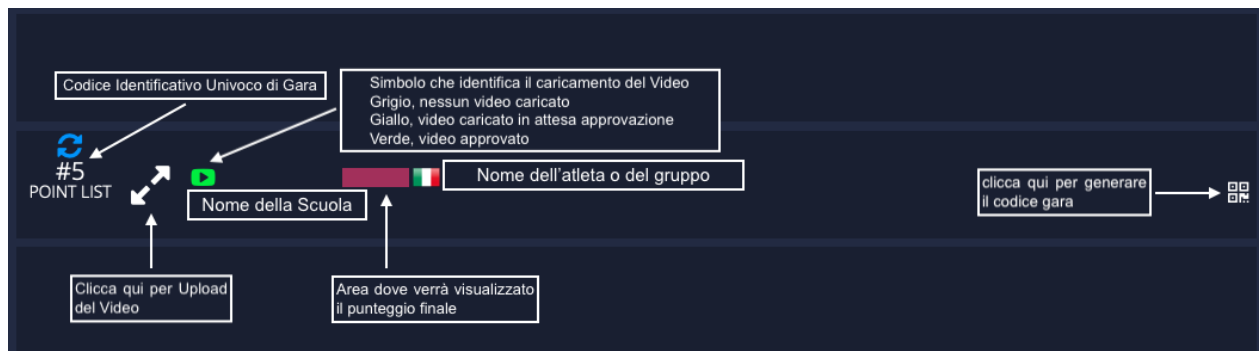 Codice Identificativo Univoco di Gara
Simbolo che identifica il caricamento del Video
Grigio, nessun video caricato
Giallo, video caricato in attesa approvazione
Verde, video approvato
#5
POINT LIST
Nome della Scuola
Nome dell'atleta o del gruppo
clicca qui per generare
il codice gara
Clicca qui per Upload
del Video
Area dove verrà visualizzato
il punteggio finale